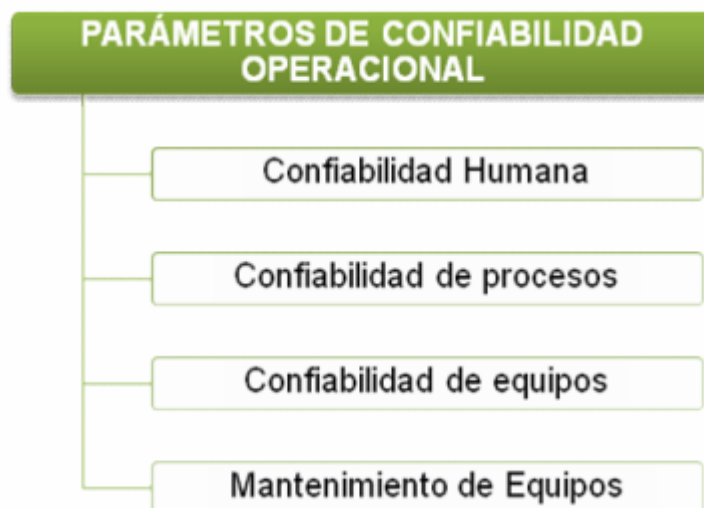 PARÁMETROS DE CONFIABILIDAD
OPERACIONAL
Confiabilidad Humana
Confiabilidad de procesos
Confiabilidad de equipos
Mantenimiento de Equipos